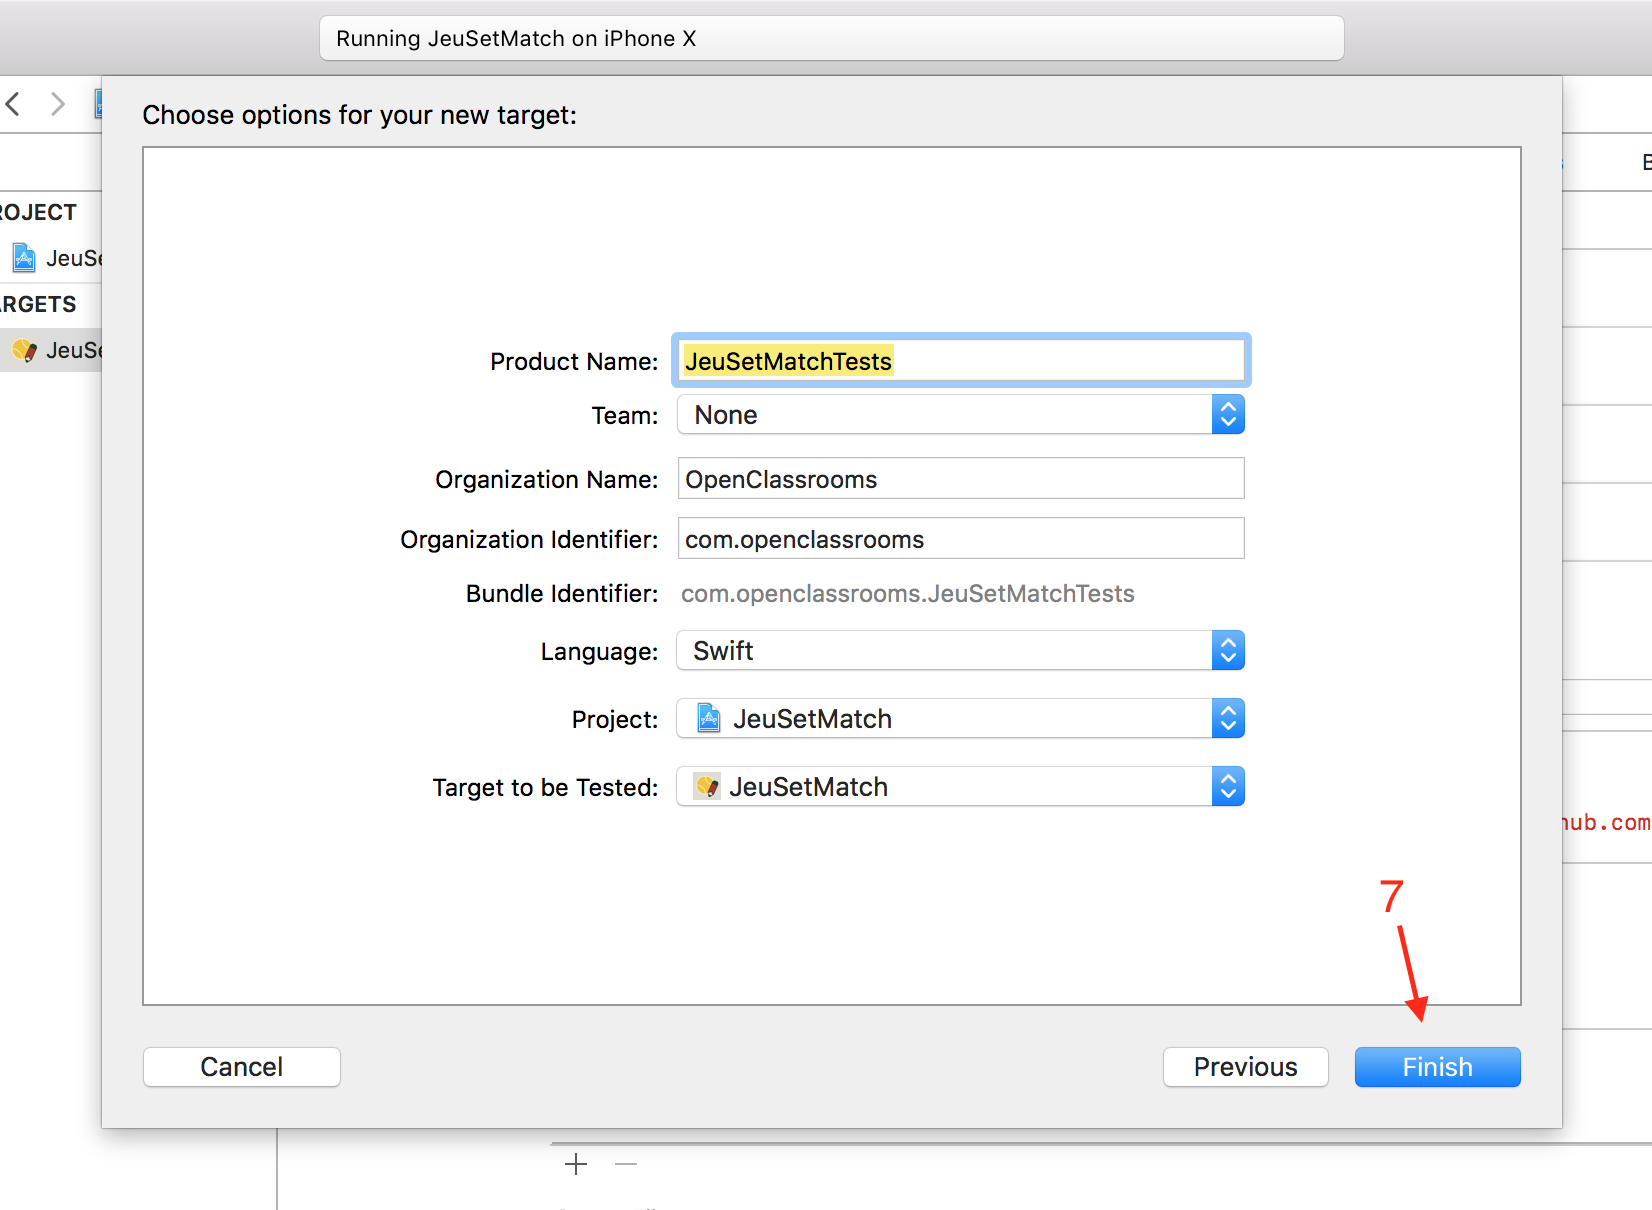 Running JeuSetMatch on iPhone X
Choose options for your new target:
B
ROJECT
JeuSe
ARGETS
JeuSe
Product Name: JeuSetMatchTests
Team: None
Organization Name: OpenClassrooms
Organization Identifier: com.openclassrooms
Bundle Identifier: com.openclassrooms.JeuSetMatchTests
Language: Swift
Project: JeuSetMatch
Target to be Tested: JeuSetMatch
hub.com
7
Cancel
Previous
Finish